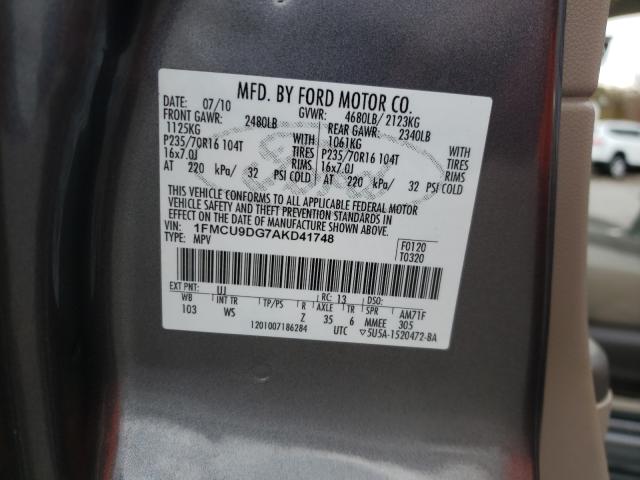 MFD. BY FORD MOTOR CO.
DATE: 07/10 GVWR: 4680LB/ 2123KG
FRONT GAWR: 2480LB REAR GAWR: 2340LB
1125KG WITH 1061KG WITH
P235/70R16 104T TIRES P235/70R16 104T TIRES
16x7.0J RIMS 16x7.0J RIMS
AT 220 kPa/ 32 PSI COLD AT 220 kPa/ 32 PSI COLD
THIS VEHICLE CONFORMS TO ALL APPLICABLE FEDERAL MOTOR
VEHICLE SAFETY AND THEFT PREVENTION STANDARDS IN
EFFECT ON THE DATE OF MANUFACTURE SHOWN ABOVE.
VIN: 1FMCU9DG7AKD41748 F0120
TYPE: MPV T0320
EXT PNT: UJ RC: 13 DSO:
WB INT TR TP/PS R AXLE TR SPR AM71F
103 WS Z 35 6 MMEE 305
1201007186284 UTC ▽5U5A-1520472-BA